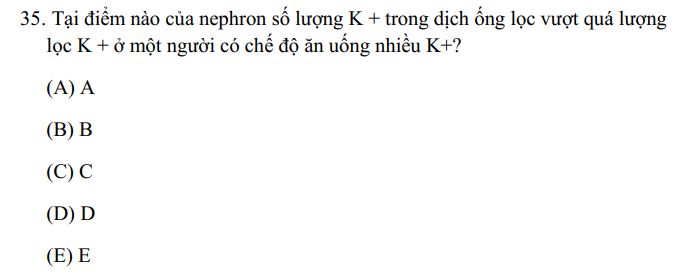 35. Tại điểm nào của nephron số lượng K + trong dịch ống lọc vượt quá lượng
lọc K + ở một người có chế độ ăn uống nhiều K+?
(A) A
(B) B
(C) C
(D) D
(E) E